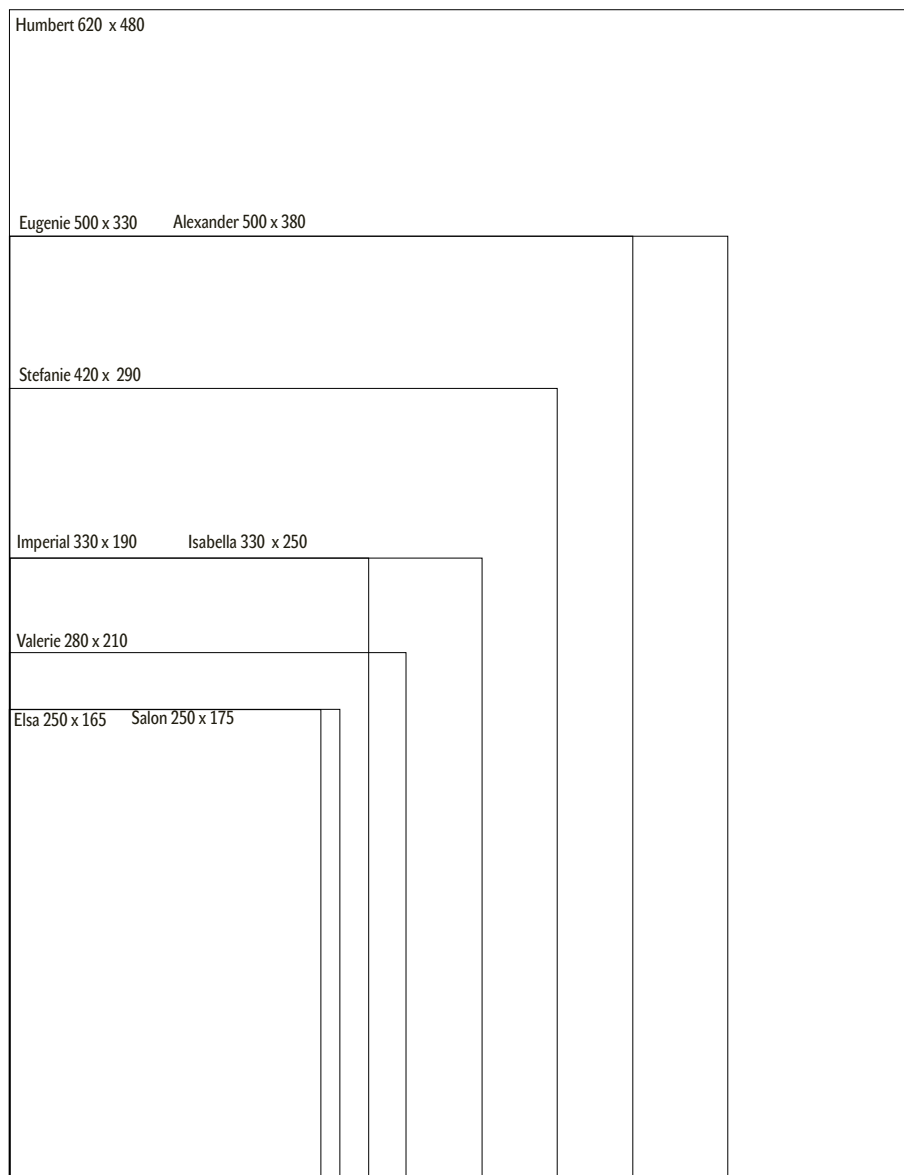 Humbert 620 x 480
Eugenie 500 x 330 Alexander 500 x 380
Stefanie 420 x 290
Imperial 330 x 190 Isabella 330 x 250
Valerie 280 x 210
Elsa 250 x 165 Salon 250 x 175